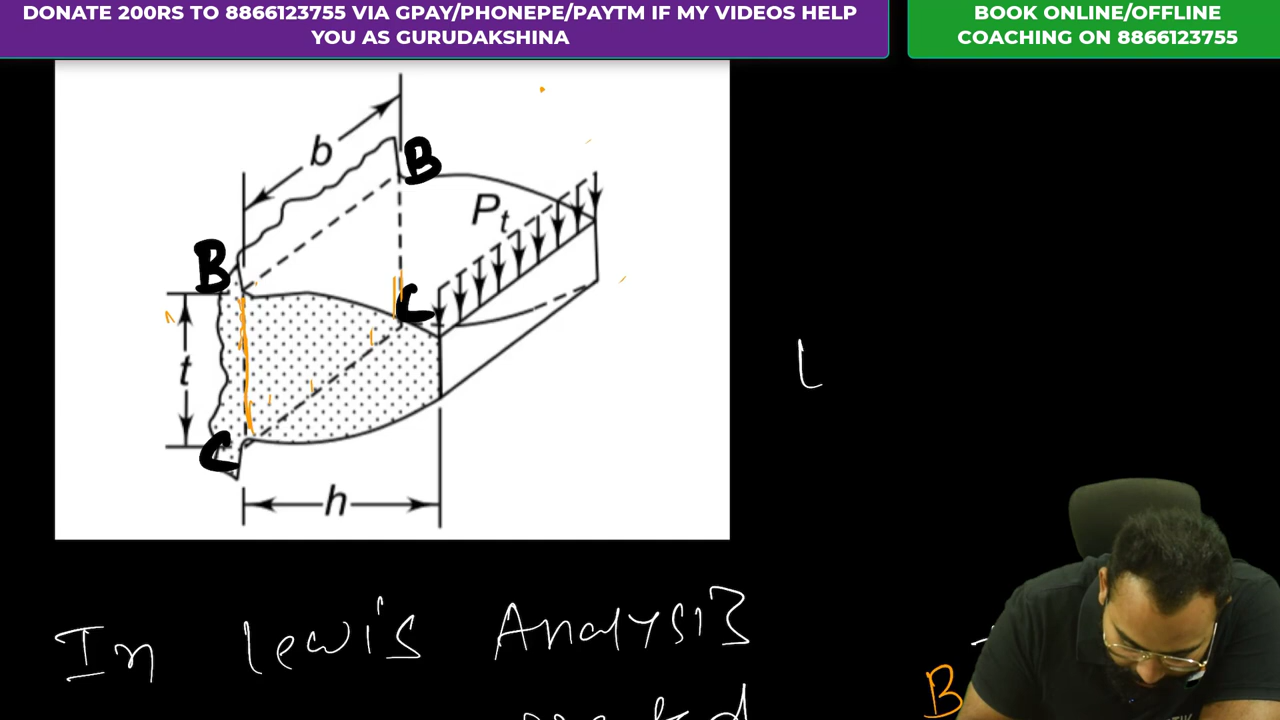 DONATE 200RS TO 8866123755 VIA GPAY/PHONEPE/PAYTM IF MY VIDEOS HELP
YOU AS GURUDAKSHINA
BOOK ONLINE/OFFLINE
COACHING ON 8866123755
b
B
P_t
B
C
t
C
h
L
In Lewis Analysis
B